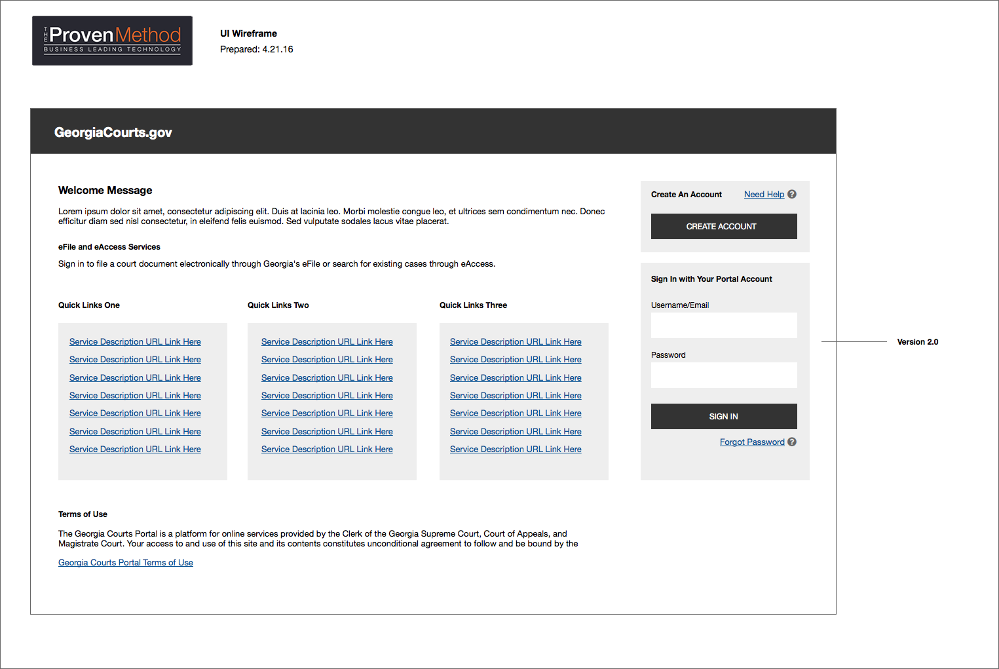 THE ProvenMethod
BUSINESS LEADING TECHNOLOGY
UI Wireframe
Prepared: 4.21.16
GeorgiaCourts.gov
Welcome Message
Lorem ipsum dolor sit amet, consectetur adipiscing elit. Duis at lacinia leo. Morbi molestie congue leo, et ultrices sem condimentum nec. Donec
efficitur diam sed nisl consectetur, in eleifend felis euismod. Sed vulputate sodales lacus vitae placerat.
eFile and eAccess Services
Sign in to file a court document electronically through Georgia's eFile or search for existing cases through eAccess.
Quick Links One
Service Description URL Link Here
Service Description URL Link Here
Service Description URL Link Here
Service Description URL Link Here
Service Description URL Link Here
Service Description URL Link Here
Service Description URL Link Here
Quick Links Two
Service Description URL Link Here
Service Description URL Link Here
Service Description URL Link Here
Service Description URL Link Here
Service Description URL Link Here
Service Description URL Link Here
Service Description URL Link Here
Quick Links Three
Service Description URL Link Here
Service Description URL Link Here
Service Description URL Link Here
Service Description URL Link Here
Service Description URL Link Here
Service Description URL Link Here
Service Description URL Link Here
Create An Account Need Help ?
CREATE ACCOUNT
Sign In with Your Portal Account
Username/Email
Password
SIGN IN
Forgot Password ?
Version 2.0
Terms of Use
The Georgia Courts Portal is a platform for online services provided by the Clerk of the Georgia Supreme Court, Court of Appeals, and
Magistrate Court. Your access to and use of this site and its contents constitutes unconditional agreement to follow and be bound by the
Georgia Courts Portal Terms of Use